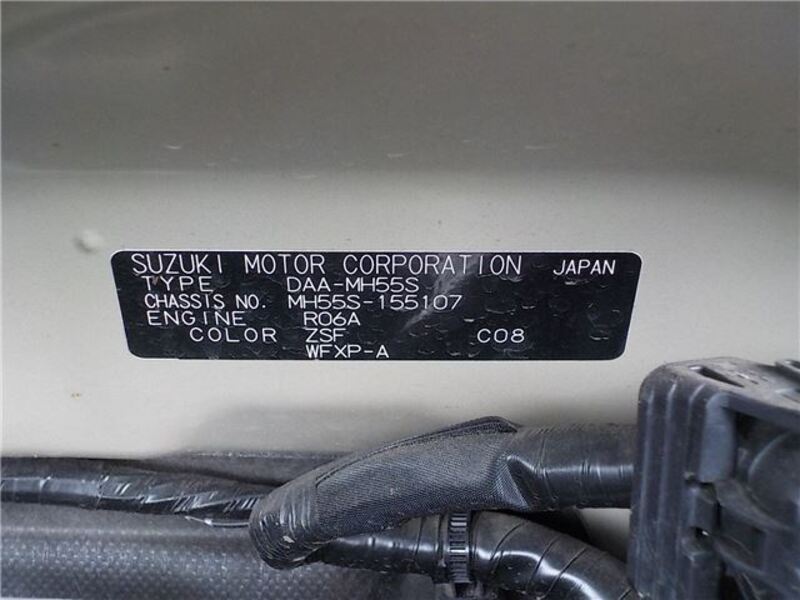 SUZUKI MOTOR CORPORATION JAPAN
TYPE DAA-MH55S
CHASSIS NO. MH55S-155107
ENGINE R06A
COLOR ZSF C08
WFXP-A